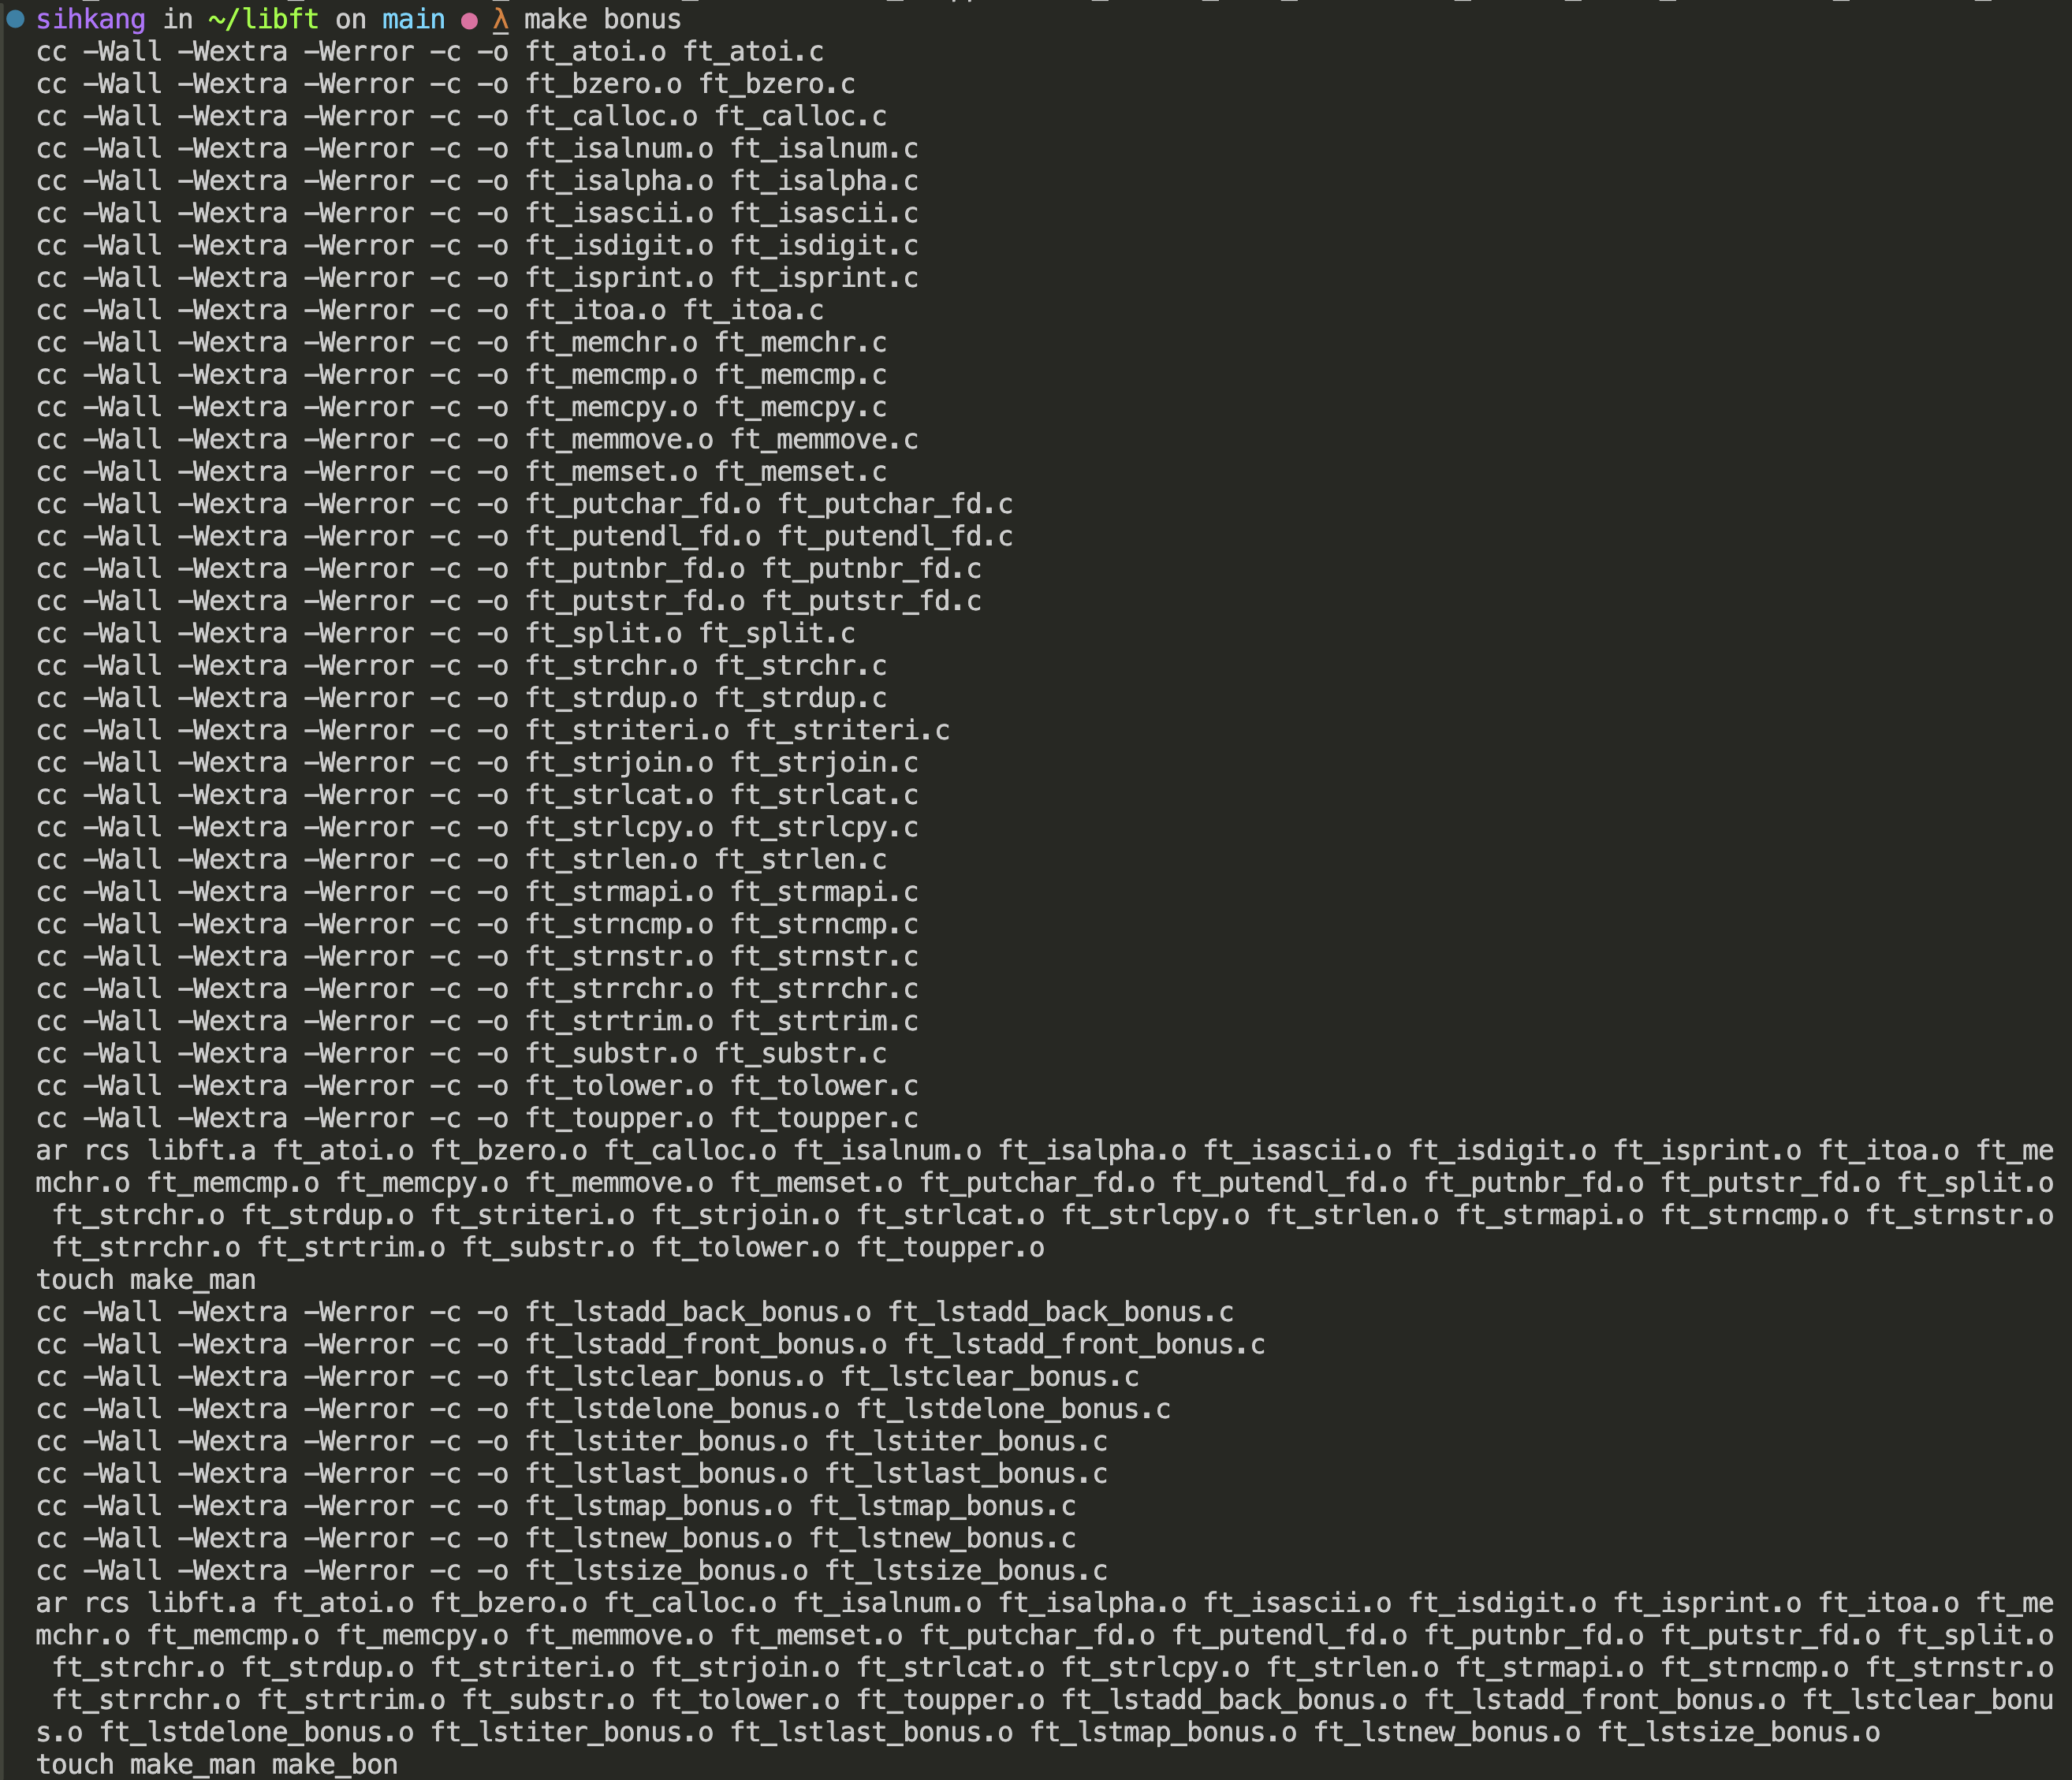 sihkang in ~/libft on main ● λ make bonus
cc -Wall -Wextra -Werror -c -o ft_atoi.o ft_atoi.c
cc -Wall -Wextra -Werror -c -o ft_bzero.o ft_bzero.c
cc -Wall -Wextra -Werror -c -o ft_calloc.o ft_calloc.c
cc -Wall -Wextra -Werror -c -o ft_isalnum.o ft_isalnum.c
cc -Wall -Wextra -Werror -c -o ft_isalpha.o ft_isalpha.c
cc -Wall -Wextra -Werror -c -o ft_isascii.o ft_isascii.c
cc -Wall -Wextra -Werror -c -o ft_isdigit.o ft_isdigit.c
cc -Wall -Wextra -Werror -c -o ft_isprint.o ft_isprint.c
cc -Wall -Wextra -Werror -c -o ft_itoa.o ft_itoa.c
cc -Wall -Wextra -Werror -c -o ft_memchr.o ft_memchr.c
cc -Wall -Wextra -Werror -c -o ft_memcmp.o ft_memcmp.c
cc -Wall -Wextra -Werror -c -o ft_memcpy.o ft_memcpy.c
cc -Wall -Wextra -Werror -c -o ft_memmove.o ft_memmove.c
cc -Wall -Wextra -Werror -c -o ft_memset.o ft_memset.c
cc -Wall -Wextra -Werror -c -o ft_putchar_fd.o ft_putchar_fd.c
cc -Wall -Wextra -Werror -c -o ft_putendl_fd.o ft_putendl_fd.c
cc -Wall -Wextra -Werror -c -o ft_putnbr_fd.o ft_putnbr_fd.c
cc -Wall -Wextra -Werror -c -o ft_putstr_fd.o ft_putstr_fd.c
cc -Wall -Wextra -Werror -c -o ft_split.o ft_split.c
cc -Wall -Wextra -Werror -c -o ft_strchr.o ft_strchr.c
cc -Wall -Wextra -Werror -c -o ft_strdup.o ft_strdup.c
cc -Wall -Wextra -Werror -c -o ft_striteri.o ft_striteri.c
cc -Wall -Wextra -Werror -c -o ft_strjoin.o ft_strjoin.c
cc -Wall -Wextra -Werror -c -o ft_strlcat.o ft_strlcat.c
cc -Wall -Wextra -Werror -c -o ft_strlcpy.o ft_strlcpy.c
cc -Wall -Wextra -Werror -c -o ft_strlen.o ft_strlen.c
cc -Wall -Wextra -Werror -c -o ft_strmapi.o ft_strmapi.c
cc -Wall -Wextra -Werror -c -o ft_strncmp.o ft_strncmp.c
cc -Wall -Wextra -Werror -c -o ft_strnstr.o ft_strnstr.c
cc -Wall -Wextra -Werror -c -o ft_strrchr.o ft_strrchr.c
cc -Wall -Wextra -Werror -c -o ft_strtrim.o ft_strtrim.c
cc -Wall -Wextra -Werror -c -o ft_substr.o ft_substr.c
cc -Wall -Wextra -Werror -c -o ft_tolower.o ft_tolower.c
cc -Wall -Wextra -Werror -c -o ft_toupper.o ft_toupper.c
ar rcs libft.a ft_atoi.o ft_bzero.o ft_calloc.o ft_isalnum.o ft_isalpha.o ft_isascii.o ft_isdigit.o ft_isprint.o ft_itoa.o ft_me
mchr.o ft_memcmp.o ft_memcpy.o ft_memmove.o ft_memset.o ft_putchar_fd.o ft_putendl_fd.o ft_putnbr_fd.o ft_putstr_fd.o ft_split.o
ft_strchr.o ft_strdup.o ft_striteri.o ft_strjoin.o ft_strlcat.o ft_strlcpy.o ft_strlen.o ft_strmapi.o ft_strncmp.o ft_strnstr.o
ft_strrchr.o ft_strtrim.o ft_substr.o ft_tolower.o ft_toupper.o
touch make_man
cc -Wall -Wextra -Werror -c -o ft_lstadd_back_bonus.o ft_lstadd_back_bonus.c
cc -Wall -Wextra -Werror -c -o ft_lstadd_front_bonus.o ft_lstadd_front_bonus.c
cc -Wall -Wextra -Werror -c -o ft_lstclear_bonus.o ft_lstclear_bonus.c
cc -Wall -Wextra -Werror -c -o ft_lstdelone_bonus.o ft_lstdelone_bonus.c
cc -Wall -Wextra -Werror -c -o ft_lstiter_bonus.o ft_lstiter_bonus.c
cc -Wall -Wextra -Werror -c -o ft_lstlast_bonus.o ft_lstlast_bonus.c
cc -Wall -Wextra -Werror -c -o ft_lstmap_bonus.o ft_lstmap_bonus.c
cc -Wall -Wextra -Werror -c -o ft_lstnew_bonus.o ft_lstnew_bonus.c
cc -Wall -Wextra -Werror -c -o ft_lstsize_bonus.o ft_lstsize_bonus.c
ar rcs libft.a ft_atoi.o ft_bzero.o ft_calloc.o ft_isalnum.o ft_isalpha.o ft_isascii.o ft_isdigit.o ft_isprint.o ft_itoa.o ft_me
mchr.o ft_memcmp.o ft_memcpy.o ft_memmove.o ft_memset.o ft_putchar_fd.o ft_putendl_fd.o ft_putnbr_fd.o ft_putstr_fd.o ft_split.o
ft_strchr.o ft_strdup.o ft_striteri.o ft_strjoin.o ft_strlcat.o ft_strlcpy.o ft_strlen.o ft_strmapi.o ft_strncmp.o ft_strnstr.o
ft_strrchr.o ft_strtrim.o ft_substr.o ft_tolower.o ft_toupper.o ft_lstadd_back_bonus.o ft_lstadd_front_bonus.o ft_lstclear_bonu
s.o ft_lstdelone_bonus.o ft_lstiter_bonus.o ft_lstlast_bonus.o ft_lstmap_bonus.o ft_lstnew_bonus.o ft_lstsize_bonus.o
touch make_man make_bon